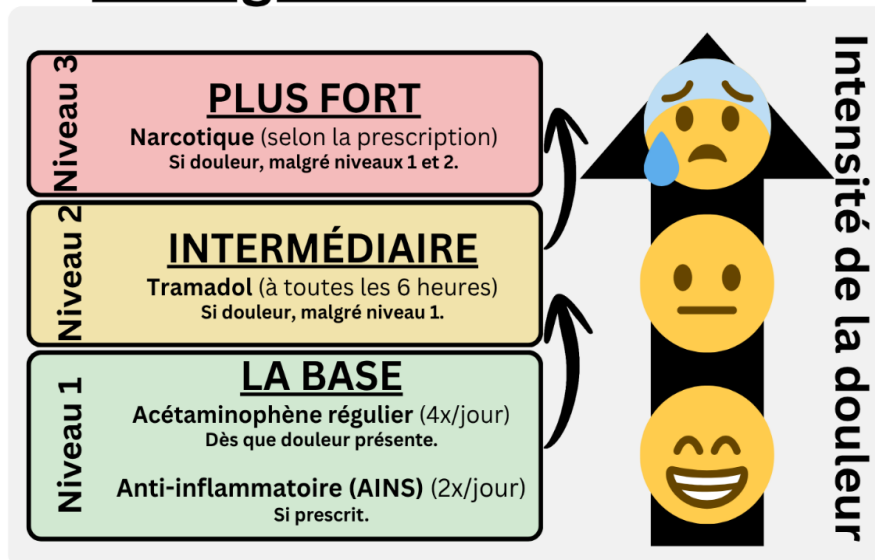 Niveau 3
PLUS FORT
Narcotique (selon la prescription)
Si douleur, malgré niveaux 1 et 2.
Niveau 2
INTERMÉDIAIRE
Tramadol (à toutes les 6 heures)
Si douleur, malgré niveau 1.
Niveau 1
LA BASE
Acétaminophène régulier (4x/jour)
Dès que douleur présente.
Anti-inflammatoire (AINS) (2x/jour)
Si prescrit.
Intensité de la douleur